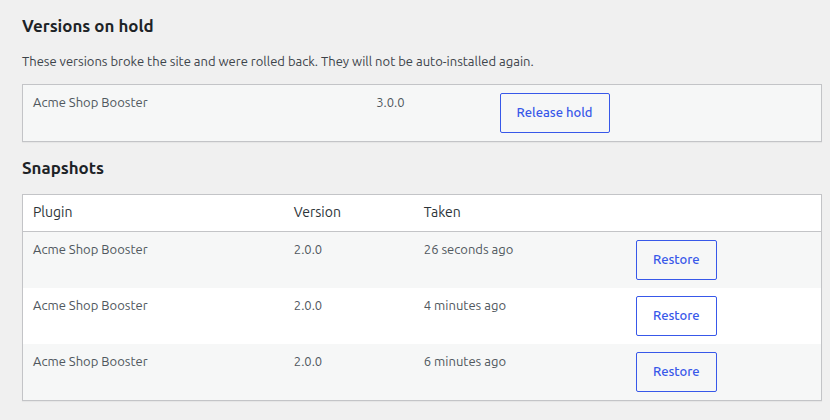 Versions on hold
These versions broke the site and were rolled back. They will not be auto-installed again.
Acme Shop Booster 3.0.0 Release hold
Snapshots
Plugin Version Taken
Acme Shop Booster 2.0.0 26 seconds ago Restore
Acme Shop Booster 2.0.0 4 minutes ago Restore
Acme Shop Booster 2.0.0 6 minutes ago Restore